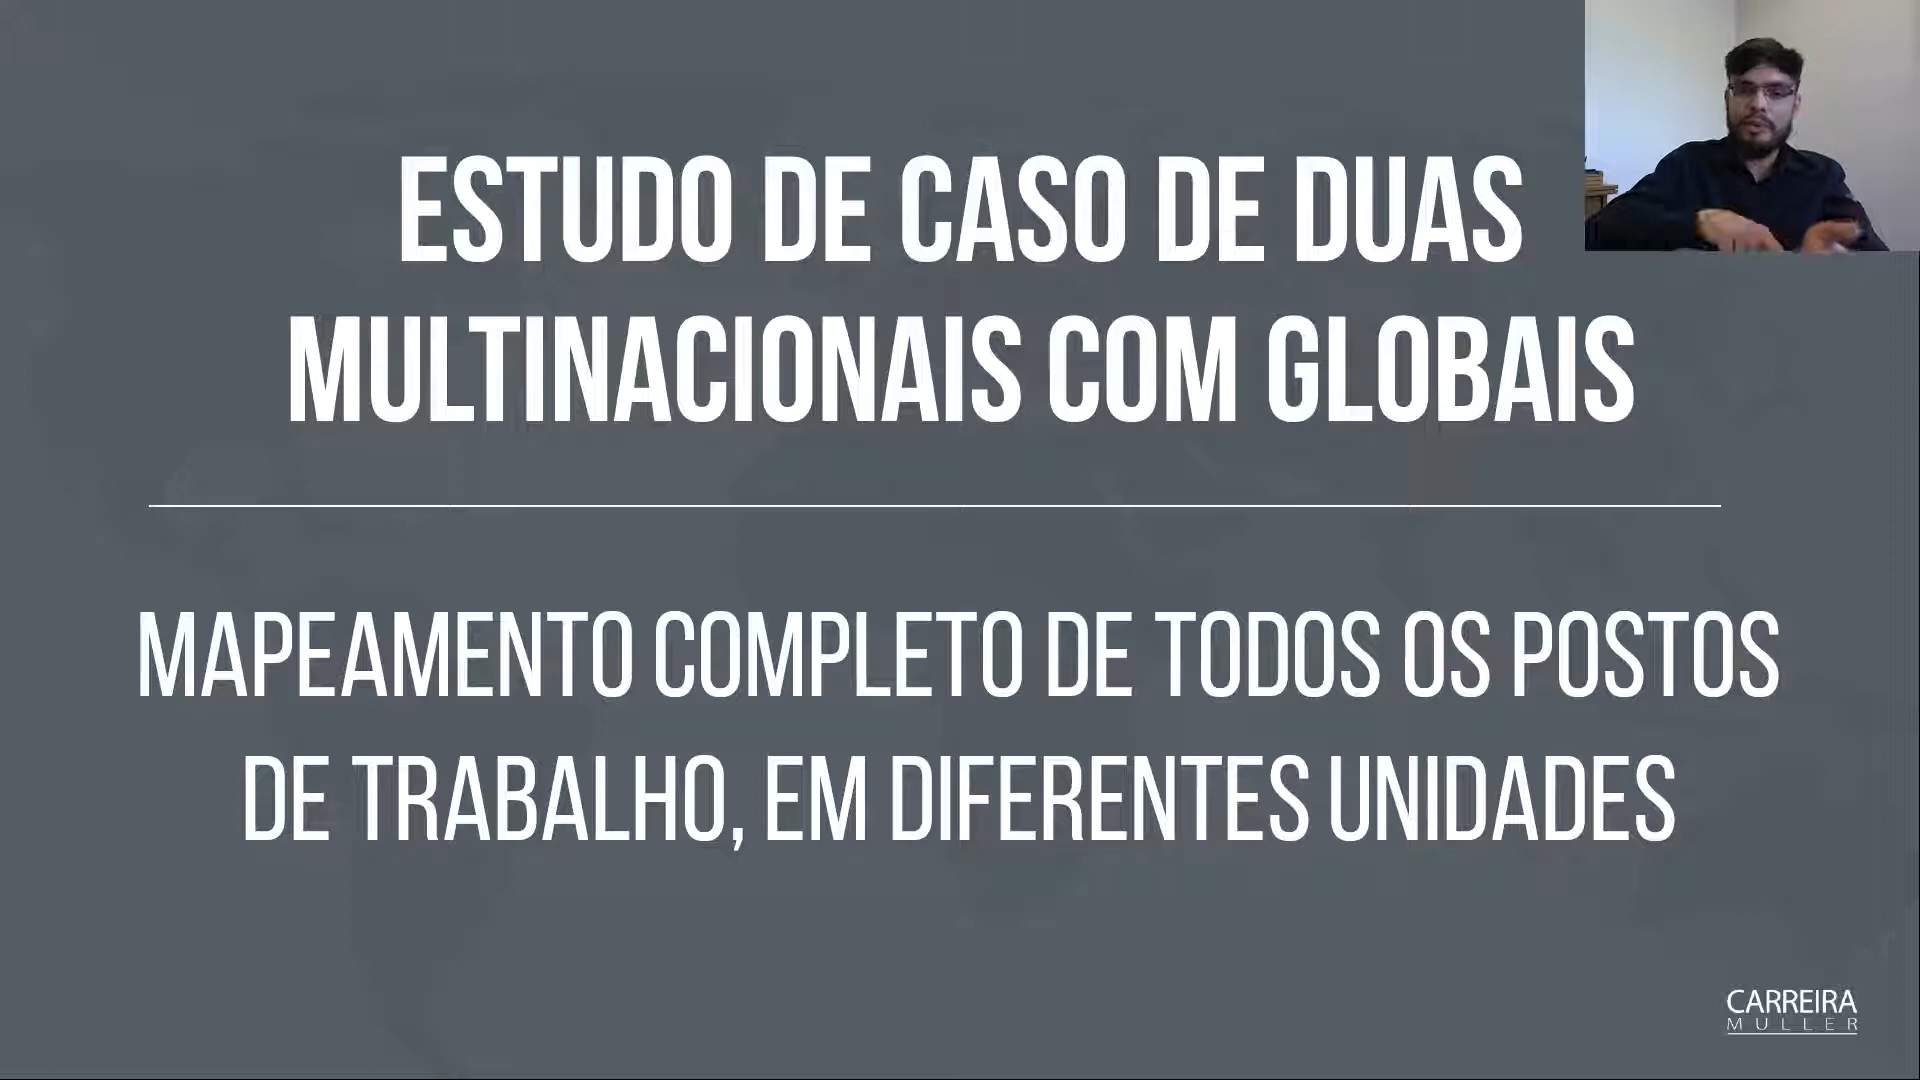 ESTUDO DE CASO DE DUAS
MULTINACIONAIS COM GLOBAIS
MAPEAMENTO COMPLETO DE TODOS OS POSTOS
DE TRABALHO, EM DIFERENTES UNIDADES
CARREIRA
MULLER